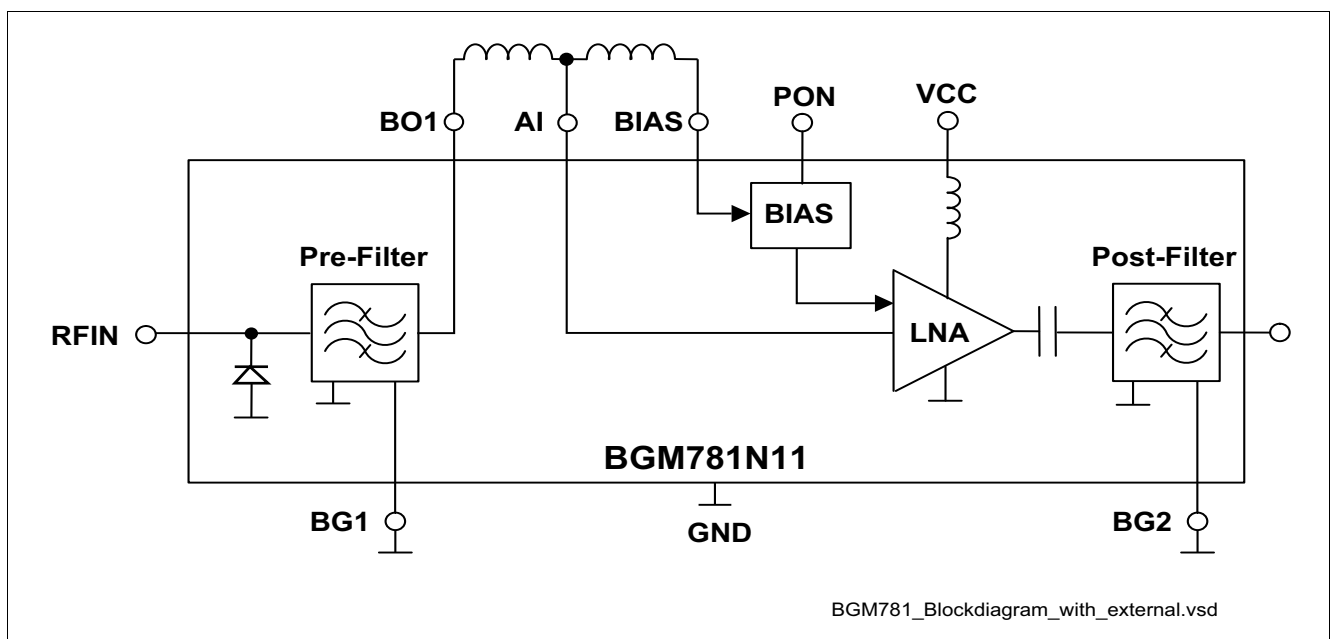 BO1 AI BIAS PON VCC
BIAS
Pre-Filter Post-Filter
RFIN LNA
BGM781N11
BG1 GND BG2
BGM781_Blockdiagram_with_external.vsd